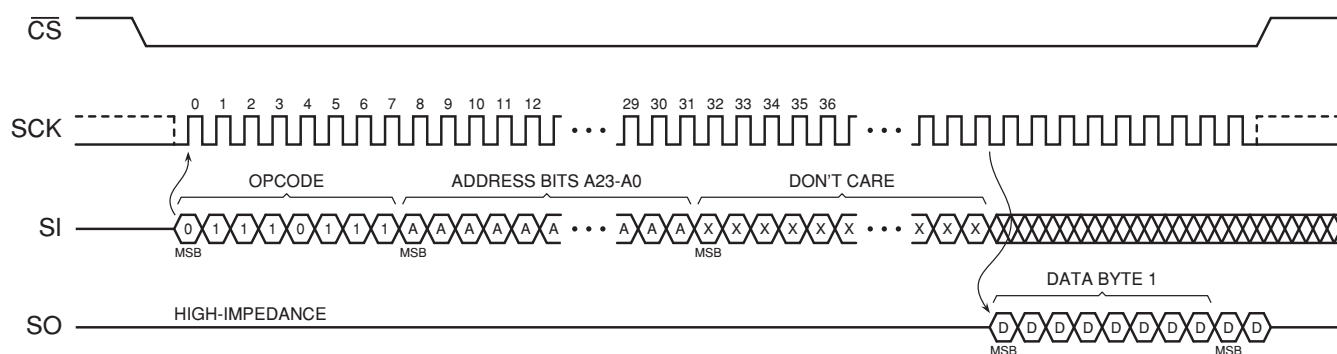 CS
0 1 2 3 4 5 6 7 8 9 10 11 12 29 30 31 32 33 34 35 36
SCK
OPCODE ADDRESS BITS A23-A0 DON'T CARE
SI 0 1 1 1 0 1 1 1 A A A A A A A A A X X X X X X X X X
MSB MSB MSB
DATA BYTE 1
HIGH-IMPEDANCE
SO D D D D D D D D D D
MSB MSB